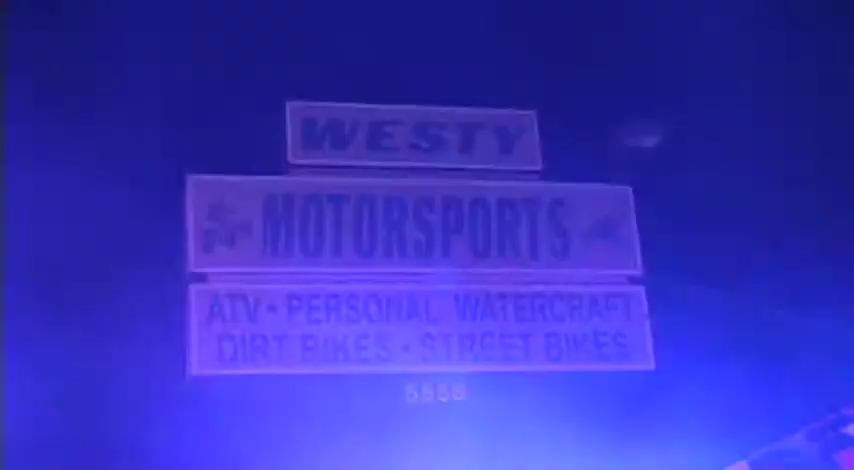 WESTY
MOTORSPORTS
ATV • PERSONAL WATERCRAFT
DIRT BIKES • STREET BIKES